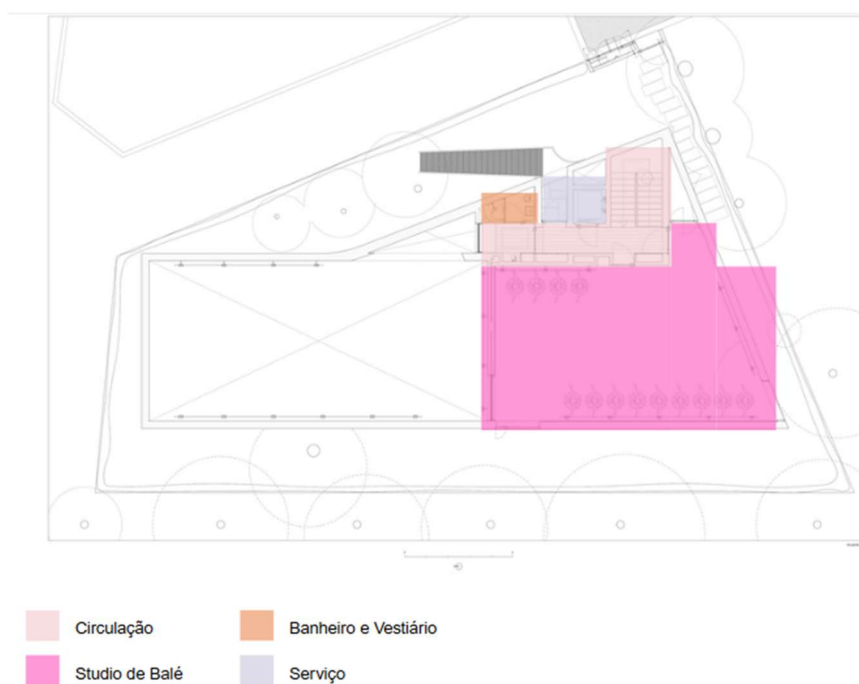 Circulação
Banheiro e Vestiário
Studio de Balé
Serviço